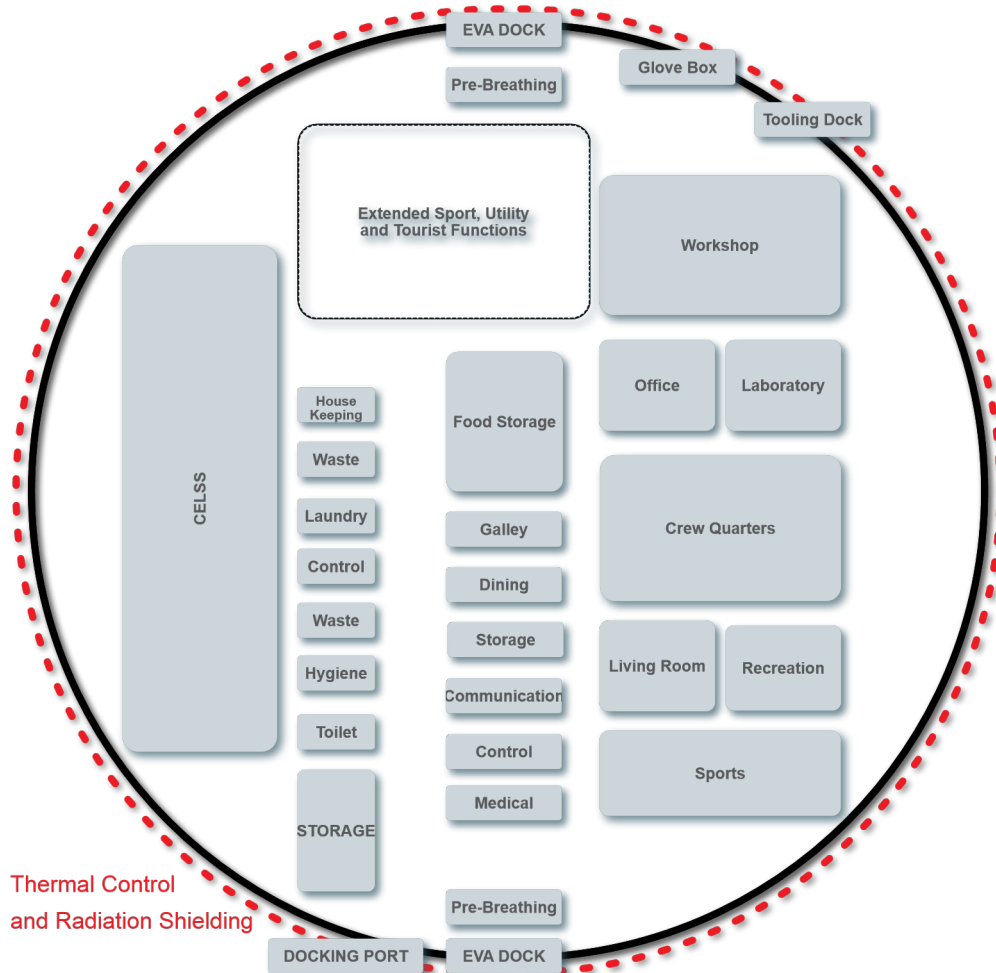 EVA DOCK
Glove Box
Pre-Breathing
Tooling Dock
Extended Sport, Utility
and Tourist Functions
Workshop
CELSS
House
Keeping
Waste
Laundry
Control
Waste
Hygiene
Toilet
STORAGE
Food Storage
Galley
Dining
Storage
Communication
Control
Medical
Office
Laboratory
Crew Quarters
Living Room
Recreation
Sports
Thermal Control
and Radiation Shielding
Pre-Breathing
DOCKING PORT
EVA DOCK